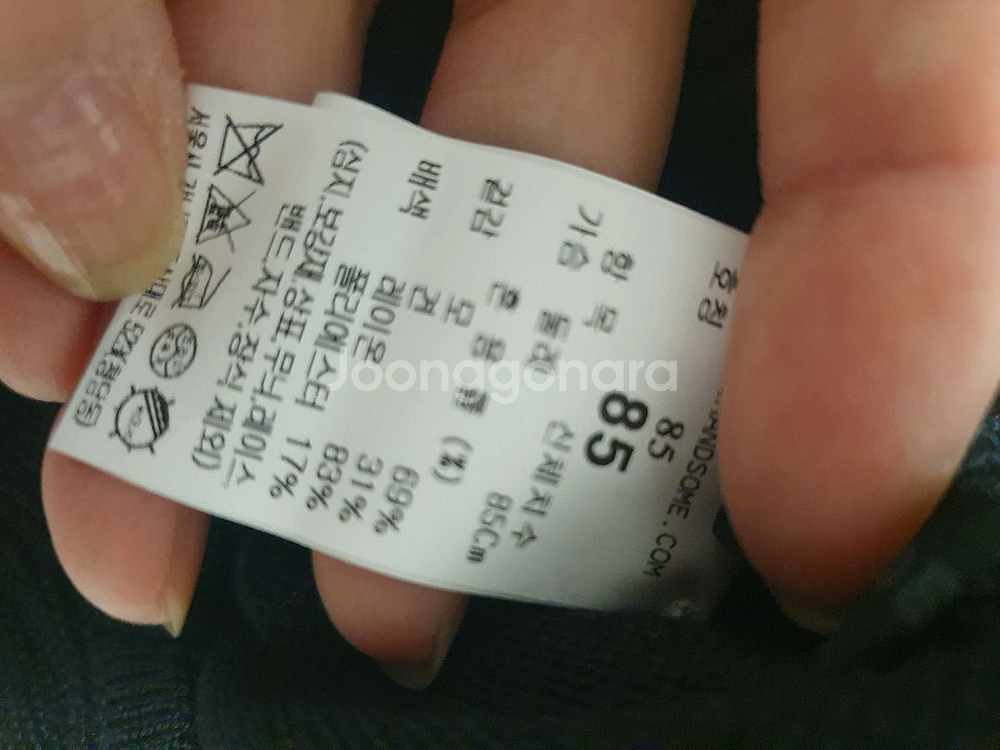 HANDSOME.COM
호칭 85
85
항목 신체치수
가슴 둘레 85Cm
혼용률 (%)
겉감 모 69%
견 31%
배색 레이온 83%
폴리에스터 17%
(심지.보강재.상표.무늬.레이스
밴드.자수.장식 제외)
Joonggonara